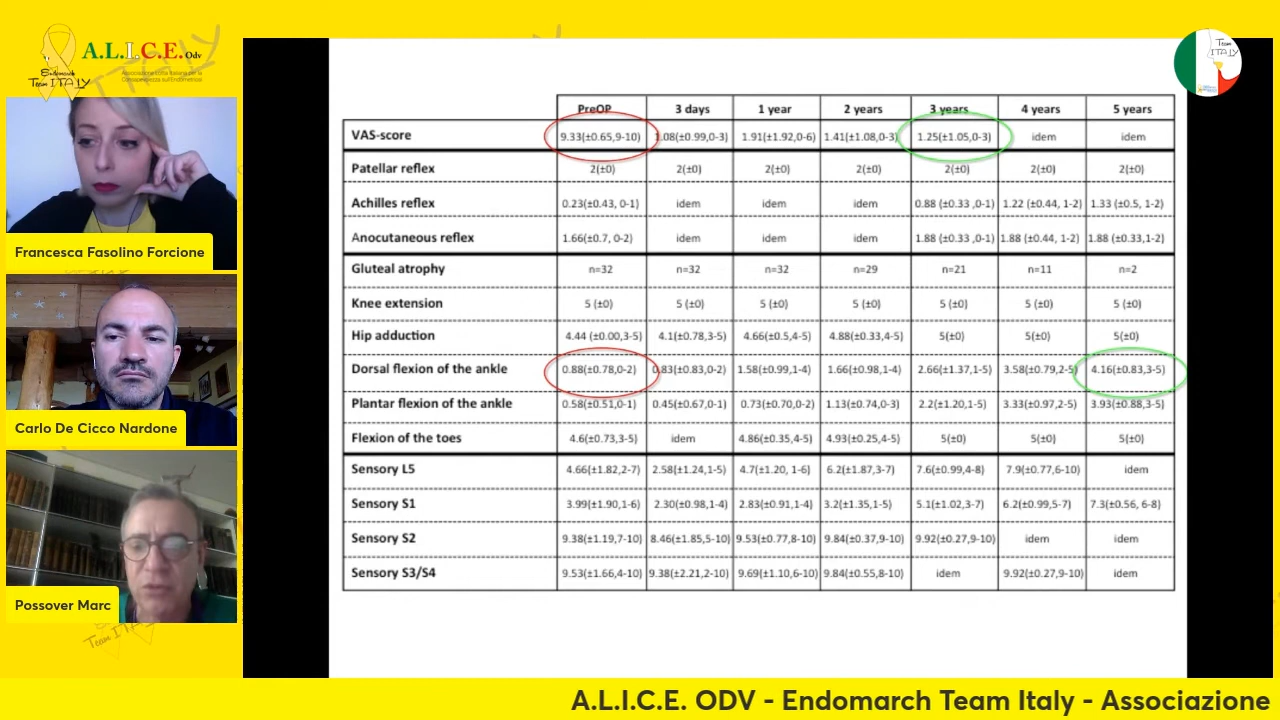 A.L.I.C.E. Odv
Associazione Lotta Italiana per la
Consapevolezza sull'Endometriosi
Endomarch
Team ITALY
Team
ITALY
Francesca Fasolino Forcione
Carlo De Cicco Nardone
Possover Marc
PreOP 3 days 1 year 2 years 3 years 4 years 5 years
VAS-score 9.33(±0.65,9-10) 1.08(±0.99,0-3) 1.91(±1.92,0-6) 1.41(±1.08,0-3) 1.25(±1.05,0-3) idem idem
Patellar reflex 2(±0) 2(±0) 2(±0) 2(±0) 2(±0) 2(±0) 2(±0)
Achilles reflex 0.23(±0.43, 0-1) idem idem idem 0.88 (±0.33 ,0-1) 1.22 (±0.44, 1-2) 1.33 (±0.5, 1-2)
Anocutaneous reflex 1.66(±0.7, 0-2) idem idem idem 1.88 (±0.33 ,0-1) 1.88 (±0.44, 1-2) 1.88 (±0.33,1-2)
Gluteal atrophy n=32 n=32 n=32 n=29 n=21 n=11 n=2
Knee extension 5 (±0) 5 (±0) 5 (±0) 5 (±0) 5 (±0) 5 (±0) 5 (±0)
Hip adduction 4.44 (±0.00,3-5) 4.1(±0.78,3-5) 4.66(±0.5,4-5) 4.88(±0.33,4-5) 5(±0) 5(±0) 5(±0)
Dorsal flexion of the ankle 0.88(±0.78,0-2) 0.83(±0.83,0-2) 1.58(±0.99,1-4) 1.66(±0.98,1-4) 2.66(±1.37,1-5) 3.58(±0.79,2-5) 4.16(±0.83,3-5)
Plantar flexion of the ankle 0.58(±0.51,0-1) 0.45(±0.67,0-1) 0.73(±0.70,0-2) 1.13(±0.74,0-3) 2.2(±1.20,1-5) 3.33(±0.97,2-5) 3.93(±0.88,3-5)
Flexion of the toes 4.6(±0.73,3-5) idem 4.86(±0.35,4-5) 4.93(±0.25,4-5) 5(±0) 5(±0) 5(±0)
Sensory L5 4.66(±1.82,2-7) 2.58(±1.24,1-5) 4.7(±1.20, 1-6) 6.2(±1.87,3-7) 7.6(±0.99,4-8) 7.9(±0.77,6-10) idem
Sensory S1 3.99(±1.90,1-6) 2.30(±0.98,1-4) 2.83(±0.91,1-4) 3.2(±1.35,1-5) 5.1(±1.02,3-7) 6.2(±0.99,5-7) 7.3(±0.56, 6-8)
Sensory S2 9.38(±1.19,7-10) 8.46(±1.85,5-10) 9.53(±0.77,8-10) 9.84(±0.37,9-10) 9.92(±0.27,9-10) idem idem
Sensory S3/S4 9.53(±1.66,4-10) 9.38(±2.21,2-10) 9.69(±1.10,6-10) 9.84(±0.55,8-10) idem 9.92(±0.27,9-10) idem
Team ITALY
A.L.I.C.E. ODV - Endomarch Team Italy - Associazione